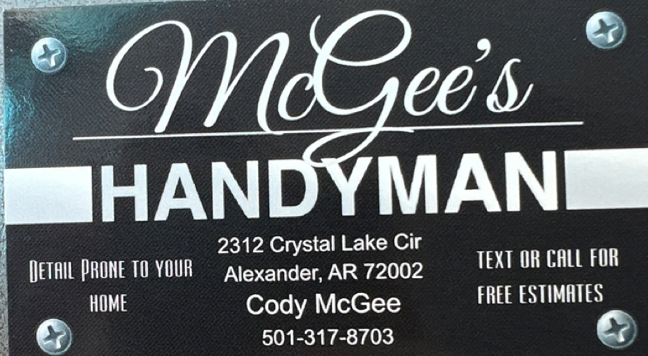 McGee's
HANDYMAN
2312 Crystal Lake Cir
Alexander, AR 72002
Cody McGee
501-317-8703
DETAIL PRONE TO YOUR
HOME
TEXT OR CALL FOR
FREE ESTIMATES